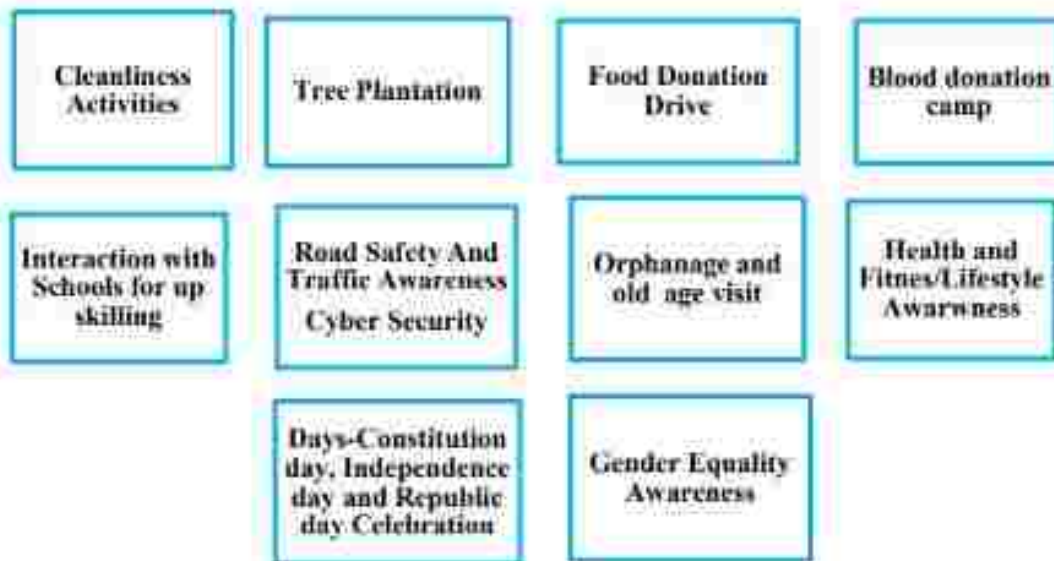 Cleanliness
Activities
Tree Plantation
Food Donation
Drive
Blood donation
camp
Interaction with
Schools for up
skilling
Road Safety And
Traffic Awareness
Cyber Security
Orphanage and
old age visit
Health and
Fitnes/Lifestyle
Awarwness
Days-Constitution
day, Independence
day and Republic
day Celebration
Gender Equality
Awareness